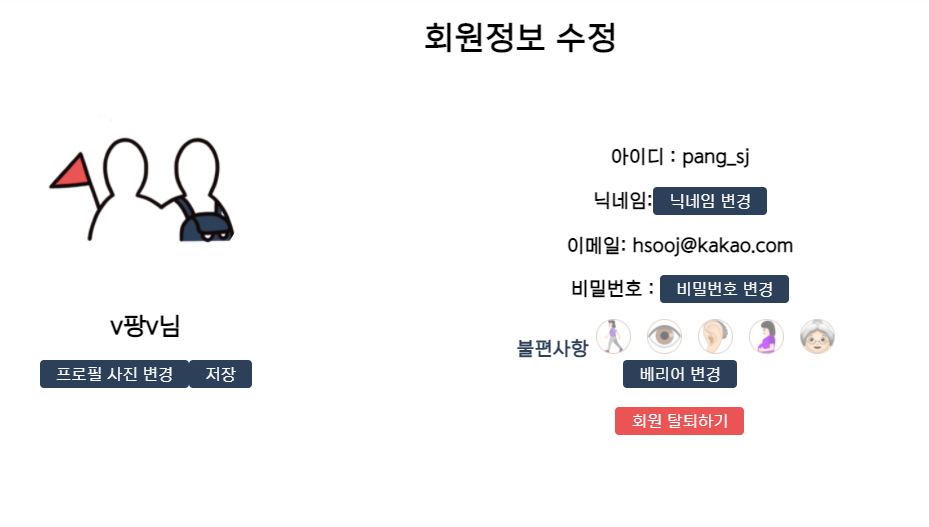 회원정보 수정
아이디 : pang_sj
닉네임: 닉네임 변경
이메일: hsooj@kakao.com
비밀번호 : 비밀번호 변경
v팡v님
불편사항
프로필 사진 변경 저장
베리어 변경
회원 탈퇴하기